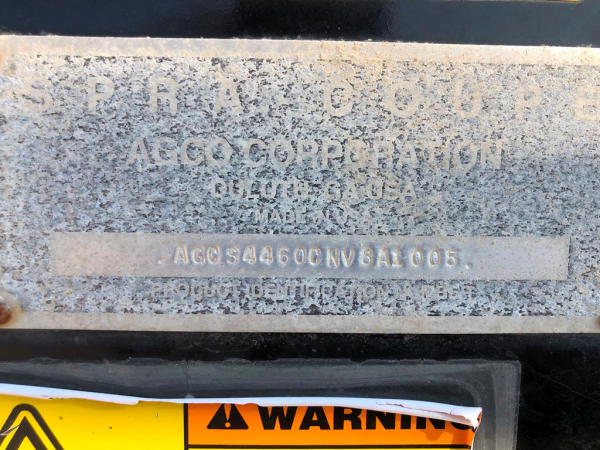 SPRA COUPE
AGCO CORPORATION
DULUTH, GA USA
MADE IN USA
.AGCS4460CNV8A1005.
PRODUCT IDENTIFICATION NUMBER
WARNING